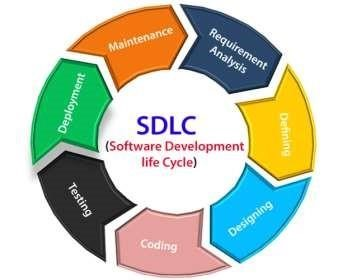 SDLC
(Software Development
life Cycle)
Requirement
Analysis
Defining
Designing
Coding
Testing
Deployment
Maintenance